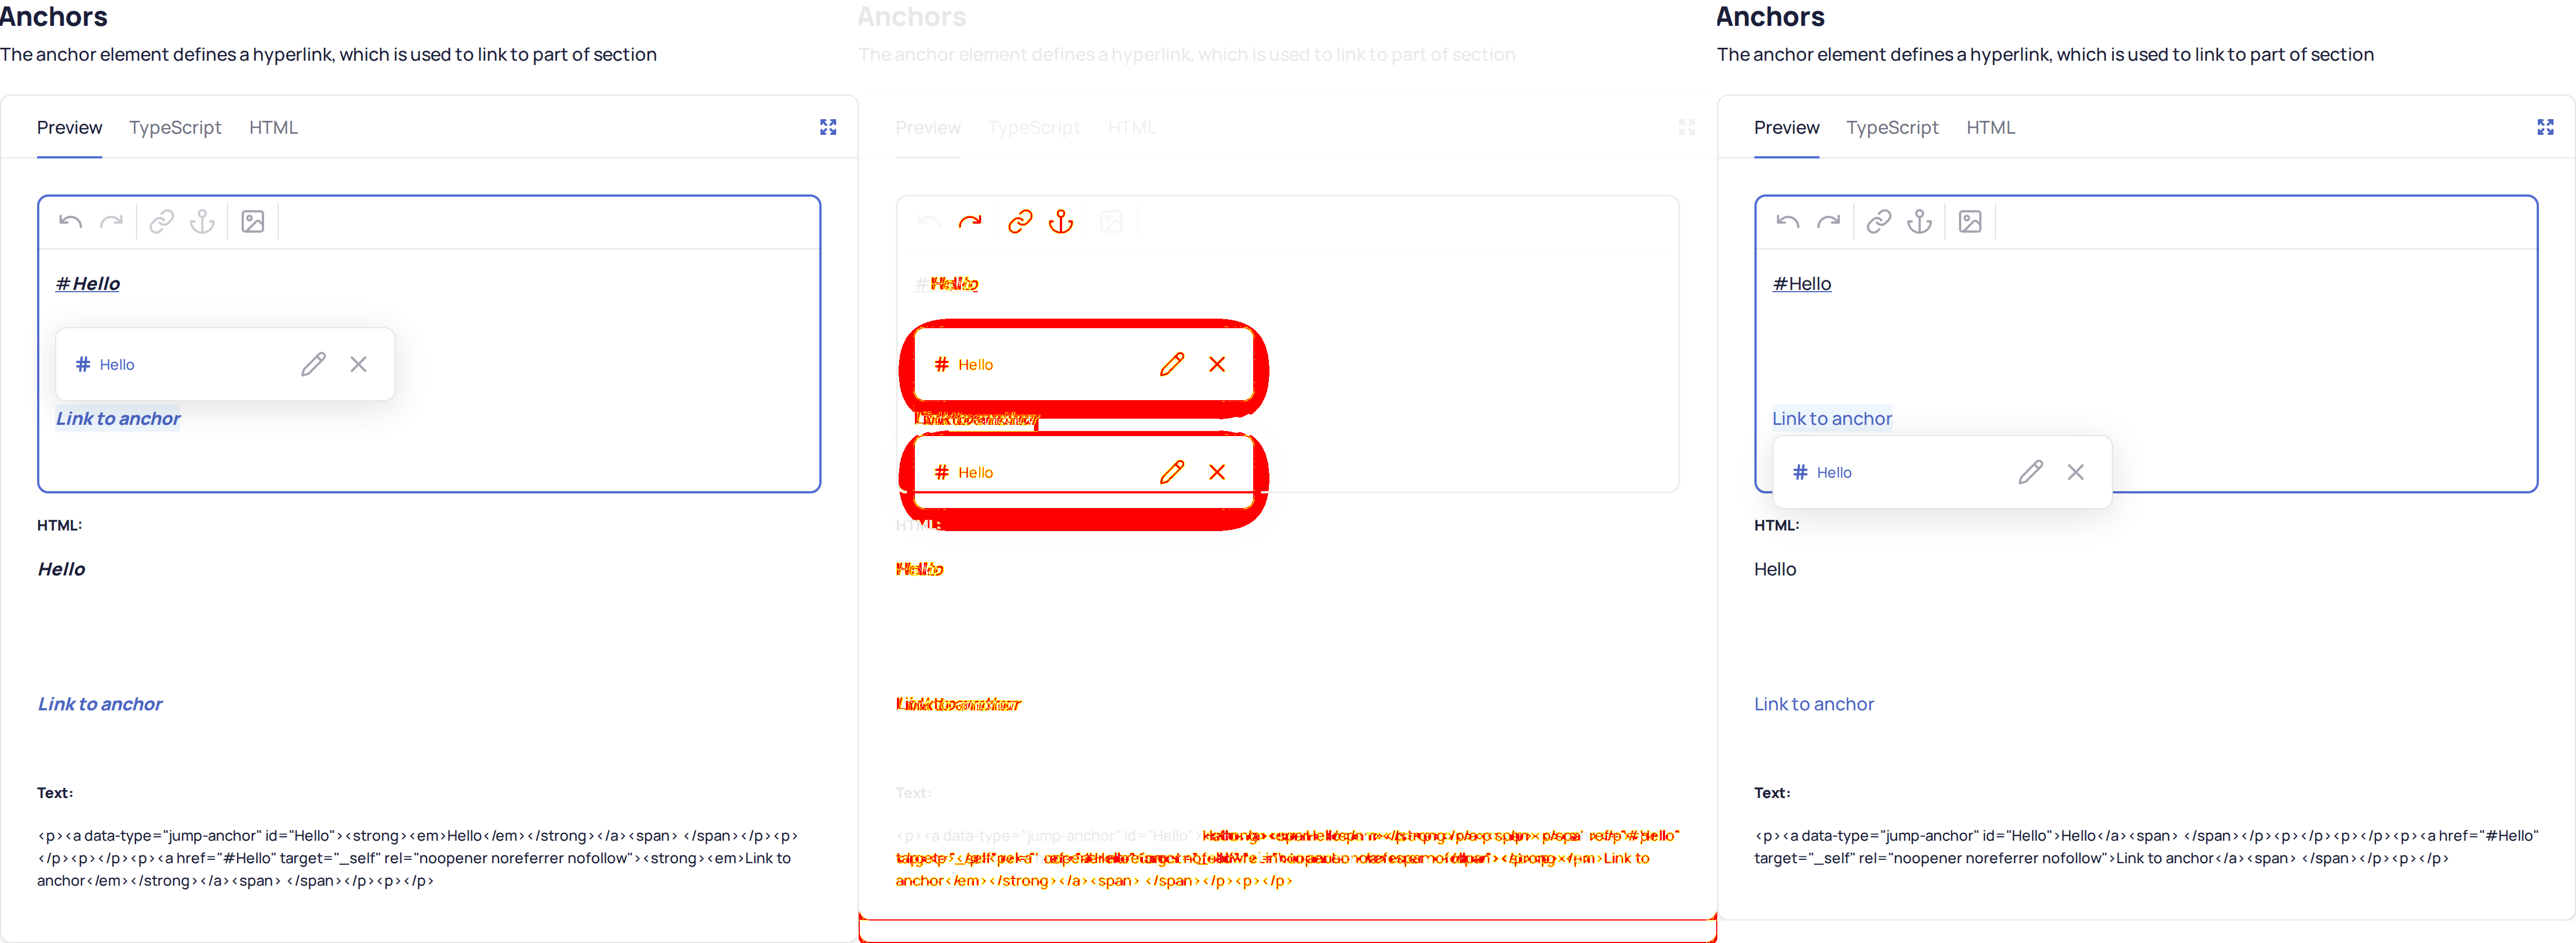 Anchors
The anchor element defines a hyperlink, which is used to link to part of section
Preview TypeScript HTML
#Hello
# Hello
Link to anchor
HTML:
Hello
Link to anchor
Text:
<p><a data-type="jump-anchor" id="Hello"><strong><em>Hello</em></strong></a><span> </span></p><p>
</p><p></p><p><a href="#Hello" target="_self" rel="noopener noreferrer nofollow"><strong><em>Link to
anchor</em></strong></a><span> </span></p><p></p>
Anchors
The anchor element defines a hyperlink, which is used to link to part of section
Preview TypeScript HTML
#
# Hello
# Hello
HTML:
Text:
<p><a data-type="jump-anchor" id="Hello">
Link to
anchor</em></strong></a><span> </span></p><p></p>
Anchors
The anchor element defines a hyperlink, which is used to link to part of section
Preview TypeScript HTML
#Hello
Link to anchor
# Hello
HTML:
Hello
Link to anchor
Text:
<p><a data-type="jump-anchor" id="Hello">Hello</a><span> </span></p><p></p><p></p><p><a href="#Hello"
target="_self" rel="noopener noreferrer nofollow">Link to anchor</a><span> </span></p><p></p>